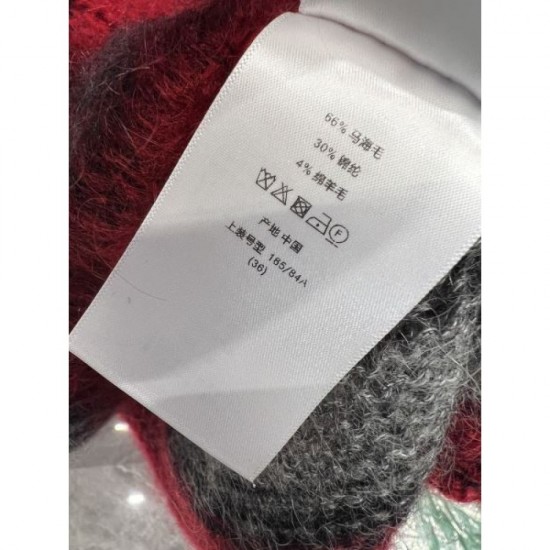 66% 马海毛
30% 锦纶
4% 绵羊毛
F
产地 中国
上装号型 165/84A
(36)